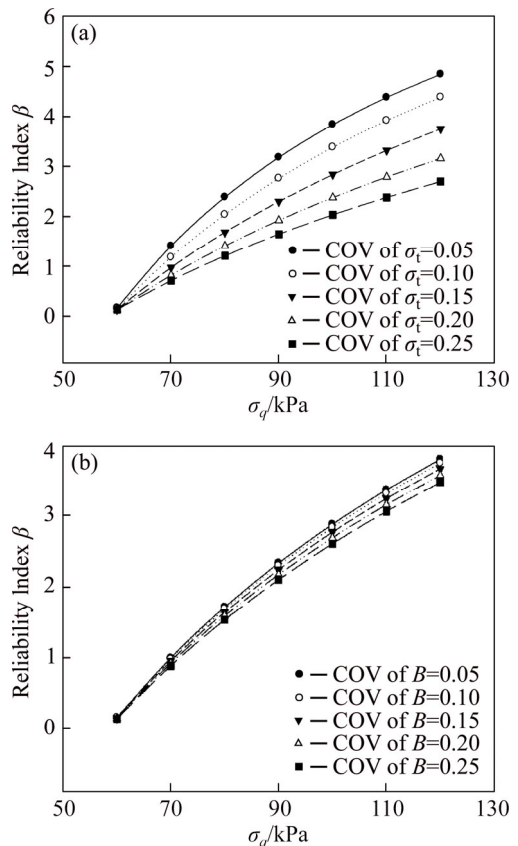 (a)
6
5
4
3
2
1
0
Reliability Index β
COV of σt=0.05
COV of σt=0.10
COV of σt=0.15
COV of σt=0.20
COV of σt=0.25
50 70 90 110 130
σq/kPa
(b)
4
3
2
1
0
Reliability Index β
COV of B=0.05
COV of B=0.10
COV of B=0.15
COV of B=0.20
COV of B=0.25
50 70 90 110 130
σq/kPa